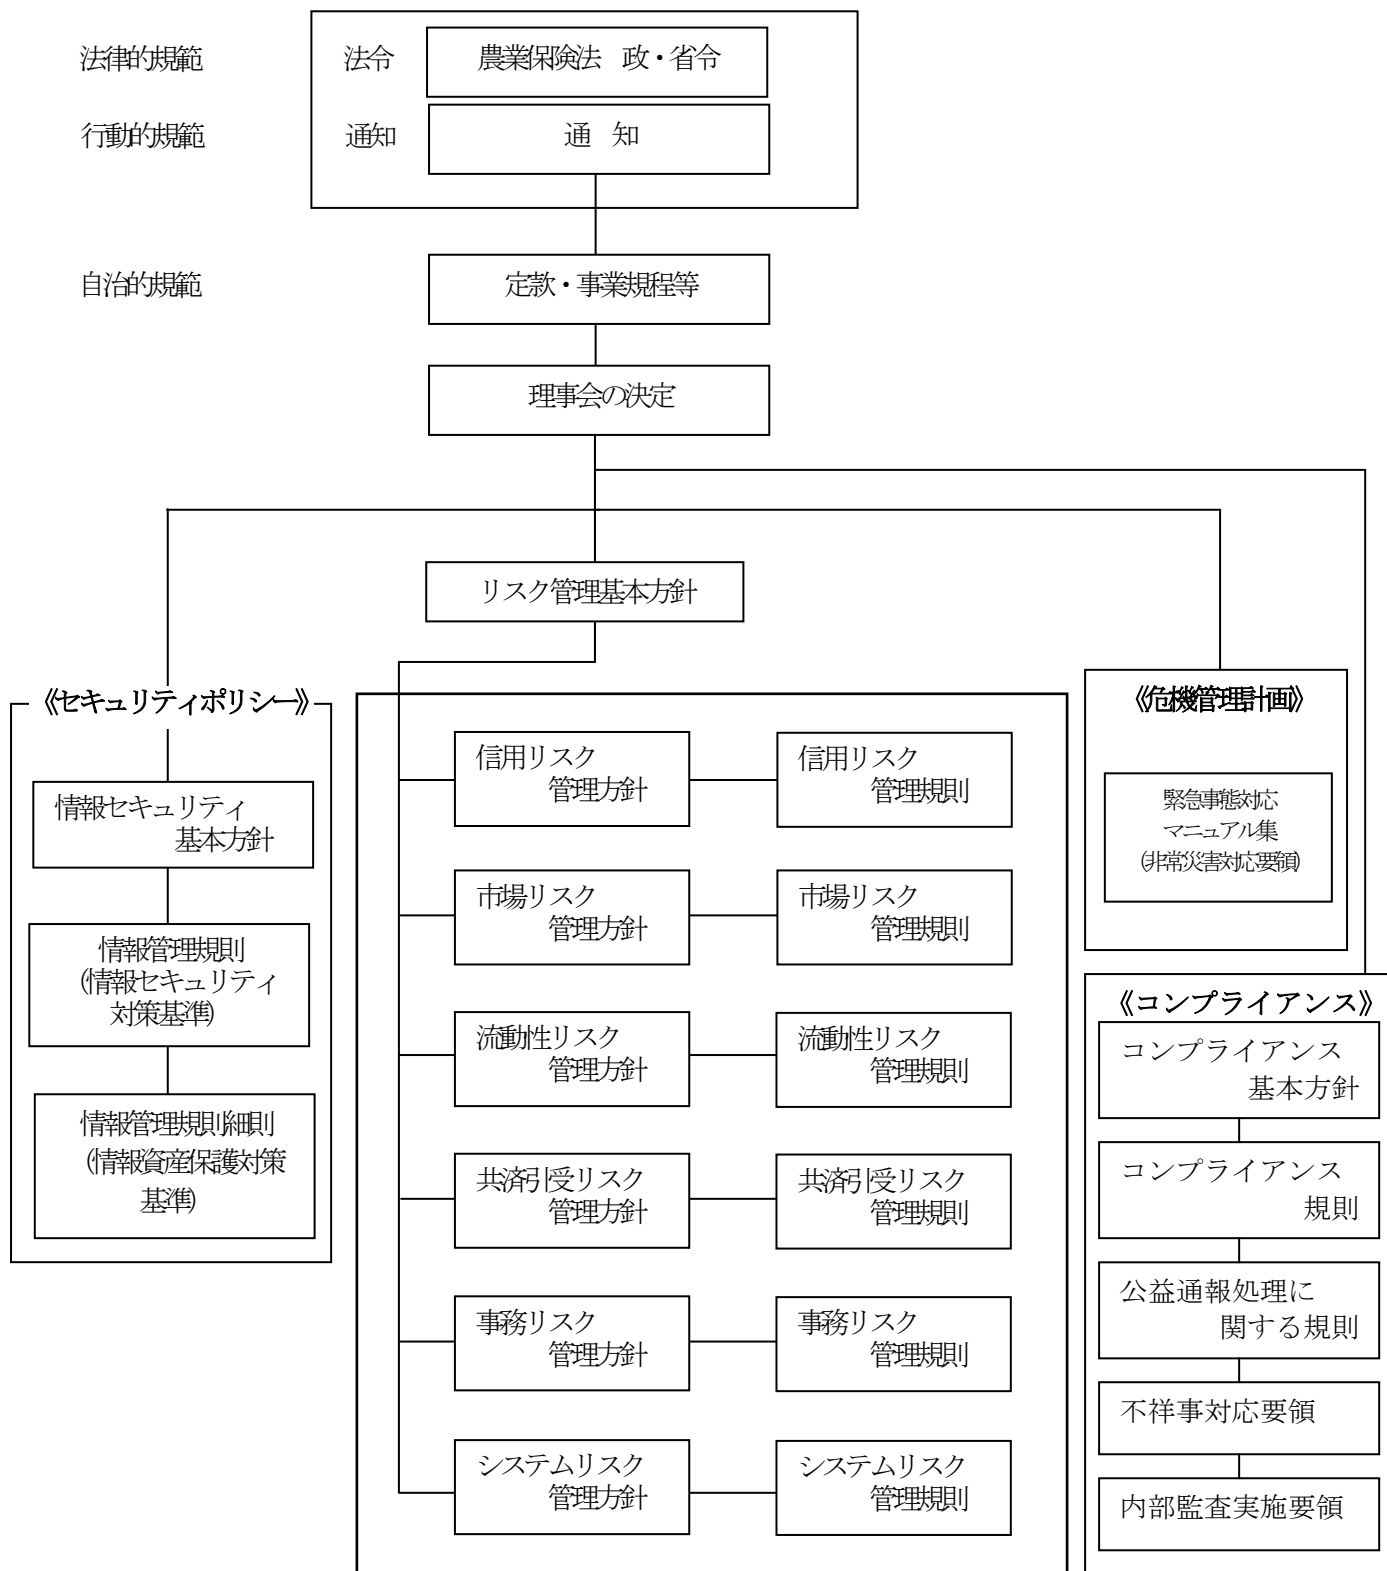 法律的規範
法令
農業保険法 政・省令
行動的規範
通知
通 知
自治的規範
定款・事業規程等
理事会の決定
リスク管理基本方針
《セキュリティポリシー》
情報セキュリティ
基本方針
情報管理規則
(情報セキュリティ
対策基準)
情報管理規則細則
(情報資産保護対策
基準)
信用リスク
管理方針
信用リスク
管理規則
市場リスク
管理方針
市場リスク
管理規則
流動性リスク
管理方針
流動性リスク
管理規則
共済引受リスク
管理方針
共済引受リスク
管理規則
事務リスク
管理方針
事務リスク
管理規則
システムリスク
管理方針
システムリスク
管理規則
《危機管理計画》
緊急事態対応
マニュアル集
(非常災害対応要領)
《コンプライアンス》
コンプライアンス
基本方針
コンプライアンス
規則
公益通報処理に
関する規則
不祥事対応要領
内部監査実施要領